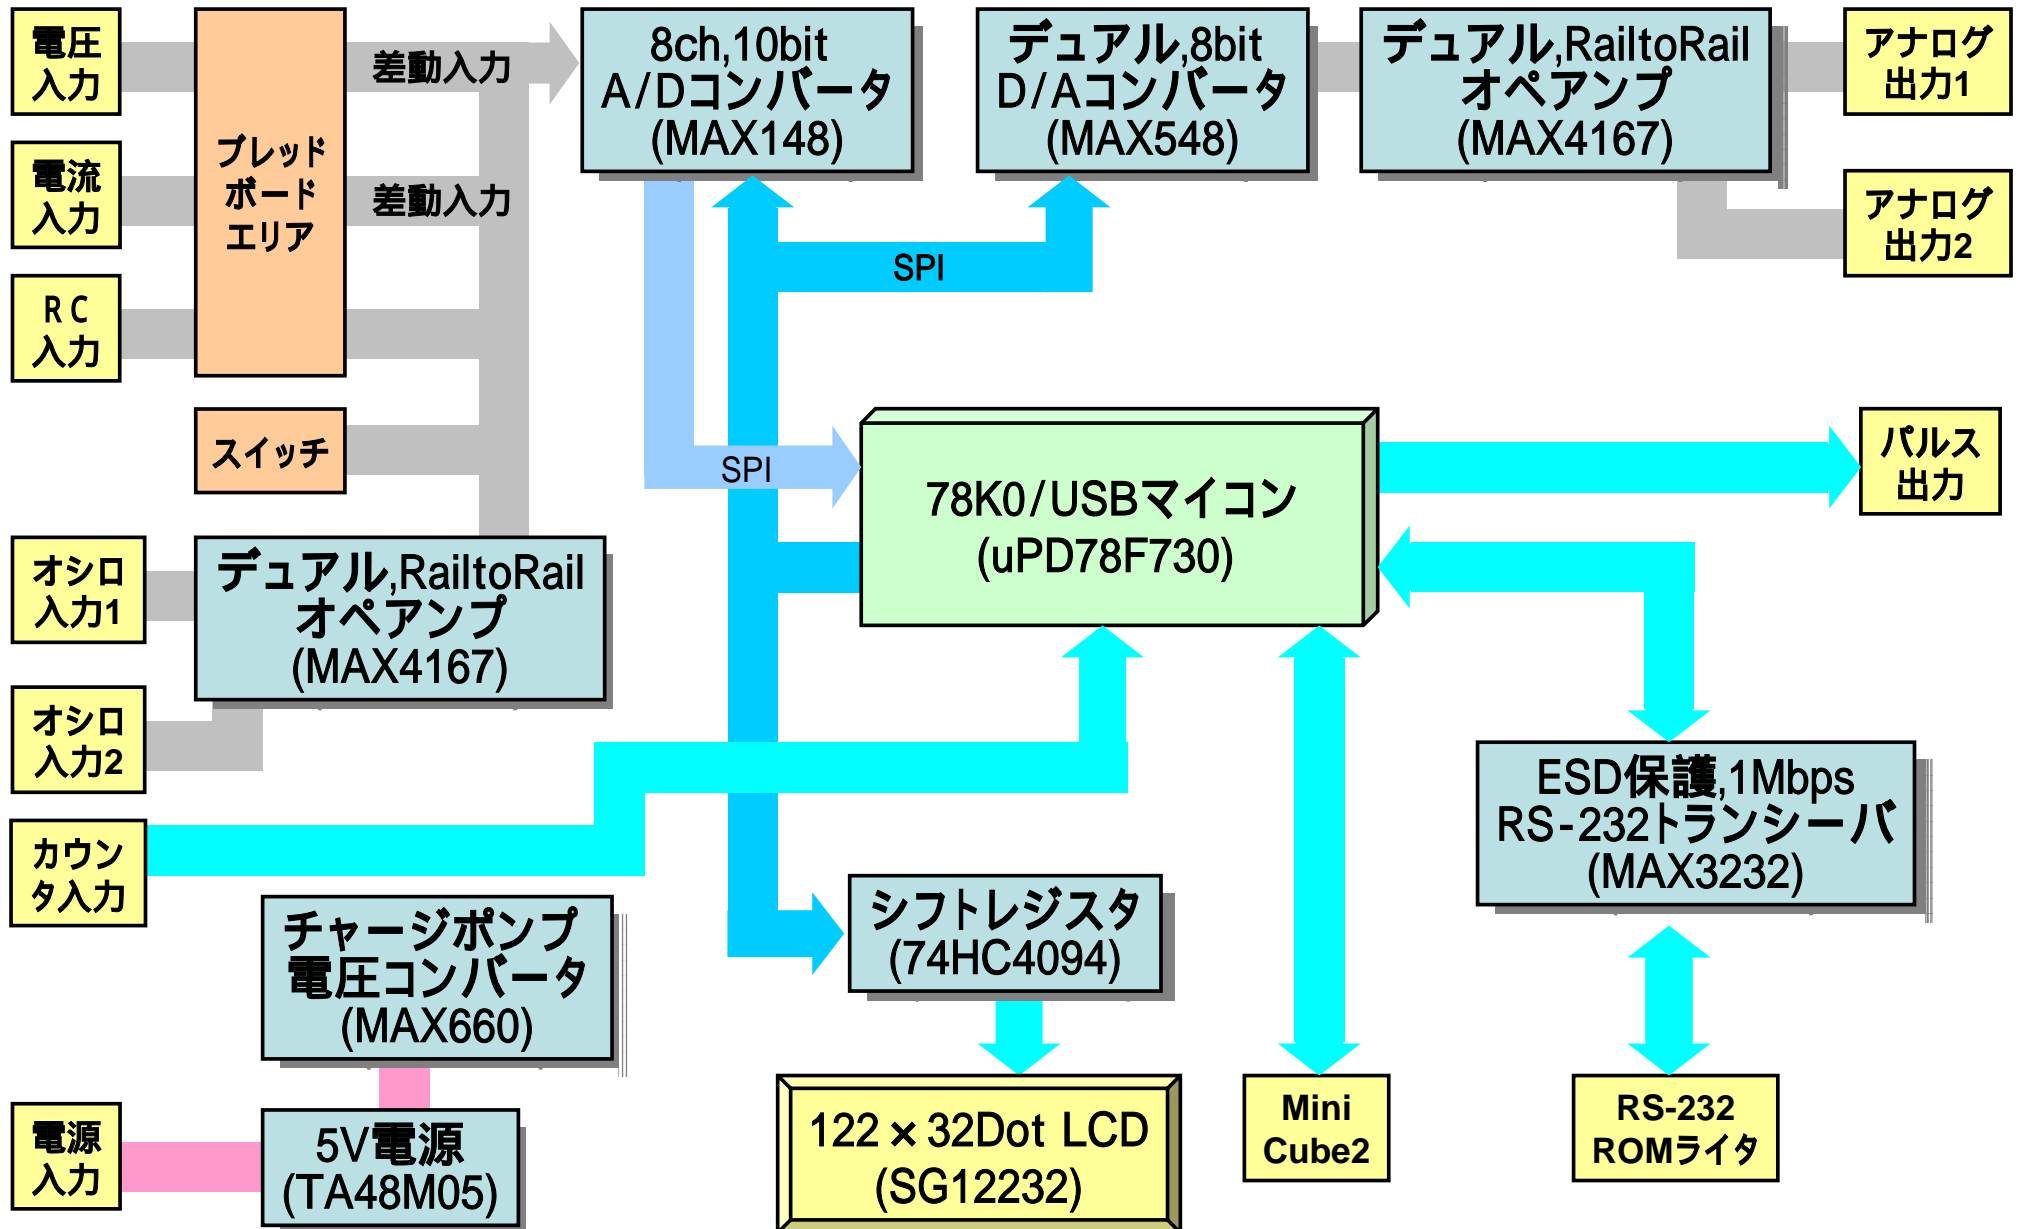 電圧
入力
ブレッド
ボード
エリア
差動入力
8ch,10bit
A/Dコンバータ
(MAX148)
デュアル,8bit
D/Aコンバータ
(MAX548)
デュアル,RailtoRail
オペアンプ
(MAX4167)
アナログ
出力1
電流
入力
差動入力
アナログ
出力2
SPI
RC
入力
スイッチ
SPI
78K0/USBマイコン
(uPD78F730)
パルス
出力
オシロ
入力1
デュアル,RailtoRail
オペアンプ
(MAX4167)
オシロ
入力2
ESD保護,1Mbps
RS-232トランシーバ
(MAX3232)
カウン
タ入力
チャージポンプ
電圧コンバータ
(MAX660)
シフトレジスタ
(74HC4094)
電源
入力
5V電源
(TA48M05)
122×32Dot LCD
(SG12232)
Mini
Cube2
RS-232
ROMライタ